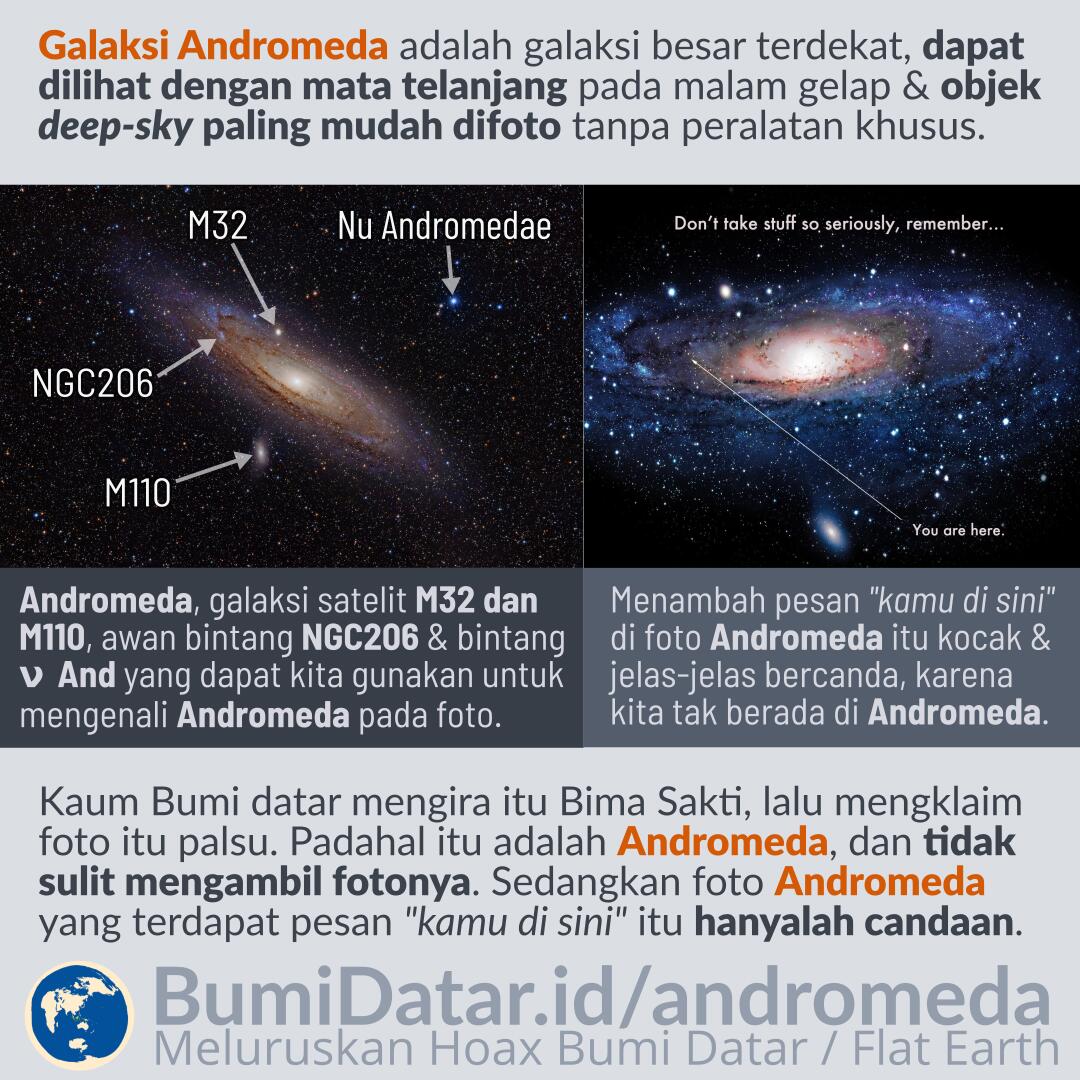 Galaksi Andromeda adalah galaksi besar terdekat, dapat
dilihat dengan mata telanjang pada malam gelap & objek
deep-sky paling mudah difoto tanpa peralatan khusus.
M32
Nu Andromedae
NGC206
M110
Don't take stuff so seriously, remember...
You are here.
Andromeda, galaksi satelit M32 dan
M110, awan bintang NGC206 & bintang
ν And yang dapat kita gunakan untuk
mengenali Andromeda pada foto.
Menambah pesan "kamu di sini"
di foto Andromeda itu kocak &
jelas-jelas bercanda, karena
kita tak berada di Andromeda.
Kaum Bumi datar mengira itu Bima Sakti, lalu mengklaim
foto itu palsu. Padahal itu adalah Andromeda, dan tidak
sulit mengambil fotonya. Sedangkan foto Andromeda
yang terdapat pesan "kamu di sini" itu hanyalah candaan.
BumiDatar.id/andromeda
Meluruskan Hoax Bumi Datar / Flat Earth